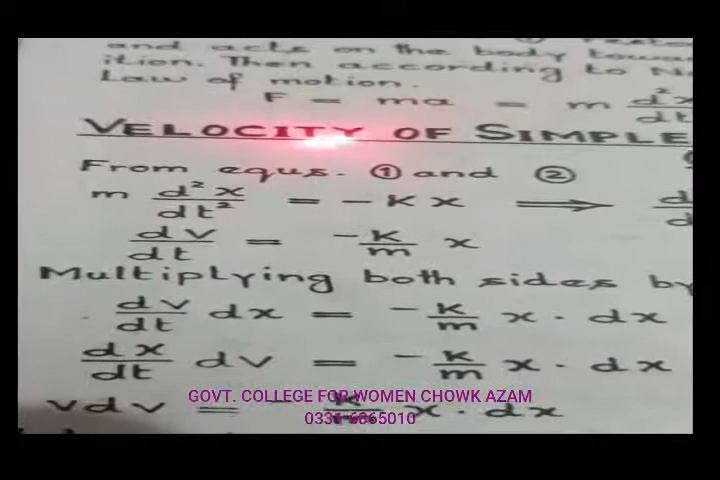 and acts on the body
ition. Then according to
Law of motion.
F = ma = m d²x/dt
VELOCITY OF SIMPLE
From equs. ① and ②
m d²x/dt² = -Kx ⟹ d/d
dv/dt = -K/m x
Multiplying both sides by
dv/dt dx = -K/m x. dx
dx/dt dv = -K/m x. dx
vdv = -K/m x. dx
GOVT. COLLEGE FOR WOMEN CHOWK AZAM
0331-6865010